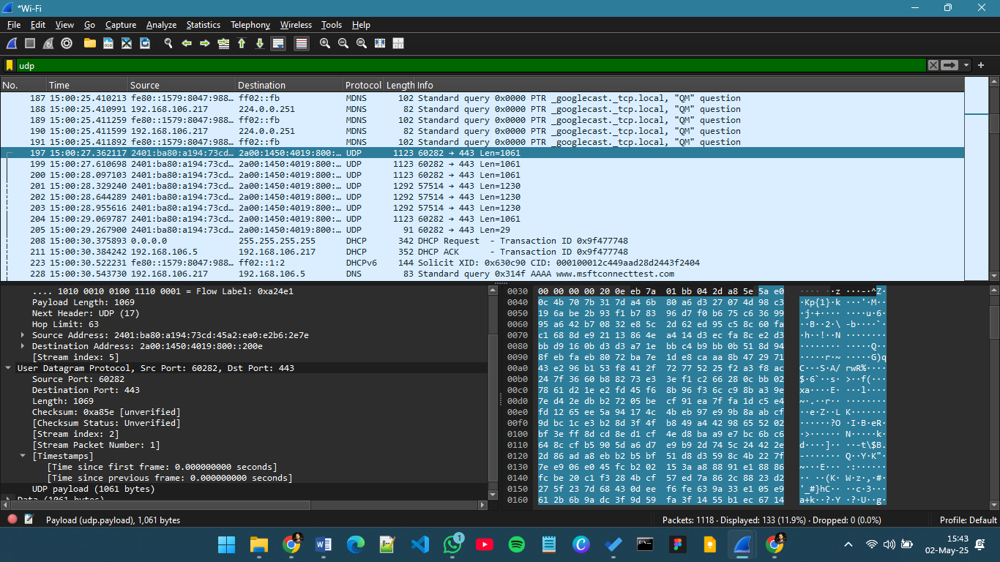 *Wi-Fi
File Edit View Go Capture Analyze Statistics Telephony Wireless Tools Help
udp
No. Time Source Destination Protocol Length Info
187 15:00:25.410213 fe80::1579:8047:988… ff02::fb MDNS 102 Standard query 0x0000 PTR _googlecast._tcp.local, "QM" question
188 15:00:25.410991 192.168.106.217 224.0.0.251 MDNS 82 Standard query 0x0000 PTR _googlecast._tcp.local, "QM" question
189 15:00:25.411259 fe80::1579:8047:988… ff02::fb MDNS 102 Standard query 0x0000 PTR _googlecast._tcp.local, "QM" question
190 15:00:25.411599 192.168.106.217 224.0.0.251 MDNS 82 Standard query 0x0000 PTR _googlecast._tcp.local, "QM" question
191 15:00:25.411892 fe80::1579:8047:988… ff02::fb MDNS 102 Standard query 0x0000 PTR _googlecast._tcp.local, "QM" question
197 15:00:27.362117 2401:ba80:a194:73cd… 2a00:1450:4019:800:… UDP 1123 60282 → 443 Len=1061
199 15:00:27.610698 2401:ba80:a194:73cd… 2a00:1450:4019:800:… UDP 1123 60282 → 443 Len=1061
200 15:00:28.097103 2401:ba80:a194:73cd… 2a00:1450:4019:800:… UDP 1123 60282 → 443 Len=1061
201 15:00:28.329240 2401:ba80:a194:73cd… 2a00:1450:4019:800:… UDP 1292 57514 → 443 Len=1230
202 15:00:28.644289 2401:ba80:a194:73cd… 2a00:1450:4019:800:… UDP 1292 57514 → 443 Len=1230
203 15:00:28.955616 2401:ba80:a194:73cd… 2a00:1450:4019:800:… UDP 1292 57514 → 443 Len=1230
204 15:00:29.069787 2401:ba80:a194:73cd… 2a00:1450:4019:800:… UDP 1123 60282 → 443 Len=1061
205 15:00:29.267900 2401:ba80:a194:73cd… 2a00:1450:4019:800:… UDP 91 60282 → 443 Len=29
208 15:00:30.375893 0.0.0.0 255.255.255.255 DHCP 342 DHCP Request - Transaction ID 0x9f477748
211 15:00:30.384242 192.168.106.5 192.168.106.217 DHCP 352 DHCP ACK - Transaction ID 0x9f477748
223 15:00:30.522231 fe80::1579:8047:988… ff02::1:2 DHCPv6 144 Solicit XID: 0x630c90 CID: 000100012c449aad28d2443f2404
228 15:00:30.543730 192.168.106.217 192.168.106.5 DNS 83 Standard query 0x314f AAAA www.msftconnecttest.com
.... 1010 0010 0100 1110 0001 = Flow Label: 0xa24e1
Payload Length: 1069
Next Header: UDP (17)
Hop Limit: 63
Source Address: 2401:ba80:a194:73cd:45a2:ea0:e2b6:2e7e
Destination Address: 2a00:1450:4019:800::200e
[Stream index: 5]
User Datagram Protocol, Src Port: 60282, Dst Port: 443
Source Port: 60282
Destination Port: 443
Length: 1069
Checksum: 0xa85e [unverified]
[Checksum Status: Unverified]
[Stream index: 2]
[Stream Packet Number: 1]
[Timestamps]
[Time since first frame: 0.000000000 seconds]
[Time since previous frame: 0.000000000 seconds]
UDP payload (1061 bytes)
Data (1061 bytes)
0030 00 00 00 00 20 0e eb 7a 01 bb 04 2d a8 5e 5a e0
0040 0c 4b 70 7b 31 7d a4 6b 80 a6 d3 27 07 4d 98 c3
0050 19 6a be 2b 93 f1 b7 83 96 d7 f0 b6 75 c6 36 99
0060 95 a6 42 b7 08 32 e8 5c 2d 62 ed 95 c5 8c 60 fa
0070 c1 68 8d e9 21 13 86 4e a4 14 d3 ec fa 8c e2 d3
0080 bb d9 16 0b d3 d3 a7 1e bb c4 b9 bb 0b 51 8d 94
0090 8f eb fa eb 80 72 ba 7e 1d e8 ca aa 8b 47 29 71
00a0 43 e2 96 b1 53 f8 41 2f 72 77 52 25 f2 a3 f8 ac
00b0 24 7f 36 60 b8 82 73 e3 3e f1 c2 66 28 0c bb 02
00c0 78 61 d2 1e e2 fd 45 f6 8b 96 f3 6c c9 8b a3 9e
00d0 7e d4 2e db b2 72 05 be cf 91 ea 7f fa 1d c5 e4
00e0 fd 12 65 ee 5a 94 17 4c 4b eb 97 e9 9b 8a ab cf
00f0 9d bc 1c e3 b2 8d 3f 4f b8 49 a4 42 98 65 52 02
0100 bf 3e ff 8d cd 8e d1 cf 4e d8 ba a9 e7 bc 6b c6
0110 64 8c cf b5 90 5d a6 d7 e9 b9 2d 74 5c 24 42 2e
0120 2d 86 ad a8 eb b2 b5 bf 51 d8 d3 59 8c 4b 22 7f
0130 7e e9 06 e0 45 fc b2 02 15 3a a8 88 91 e1 88 86
0140 fc be 20 c1 f3 28 4b cf 57 ed 7a 86 2c 88 23 d2
0150 27 5f 23 7d 68 43 0d ee f6 fe 63 9a 33 e1 05 e9
0160 61 2b 6b 9a dc 3f 9d 59 fa 3f 14 55 b1 ec 67 14
Payload (udp.payload), 1,061 bytes
Packets: 1118 · Displayed: 133 (11.9%) · Dropped: 0 (0.0%)
Profile: Default
1
15:43
02-May-25